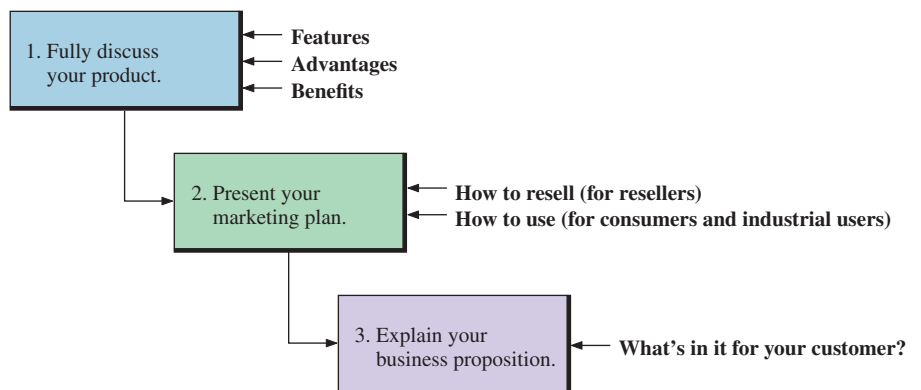 1. Fully discuss
your product.
Features
Advantages
Benefits
2. Present your
marketing plan.
How to resell (for resellers)
How to use (for consumers and industrial users)
3. Explain your
business proposition.
What's in it for your customer?